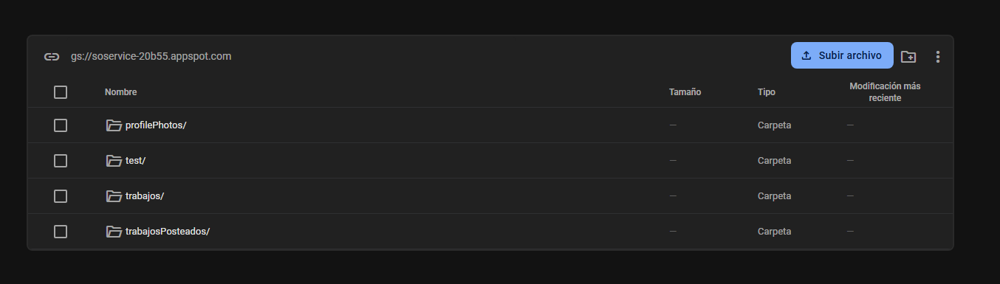 gs://soservice-20b55.appspot.com
Subir archivo
Nombre
Tamaño
Tipo
Modificación más
reciente
profilePhotos/
—
Carpeta
—
test/
—
Carpeta
—
trabajos/
—
Carpeta
—
trabajosPosteados/
—
Carpeta
—